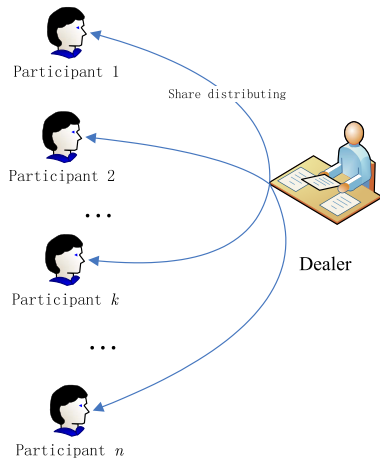 Participant 1
Share distributing
Participant 2
...
Participant k
Dealer
...
Participant n